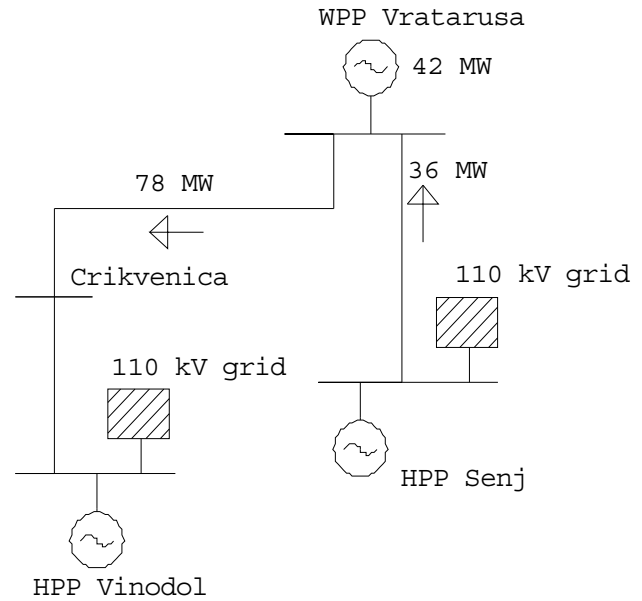 WPP Vratarusa
42 MW
78 MW
36 MW
Crikvenica
110 kV grid
110 kV grid
HPP Senj
HPP Vinodol